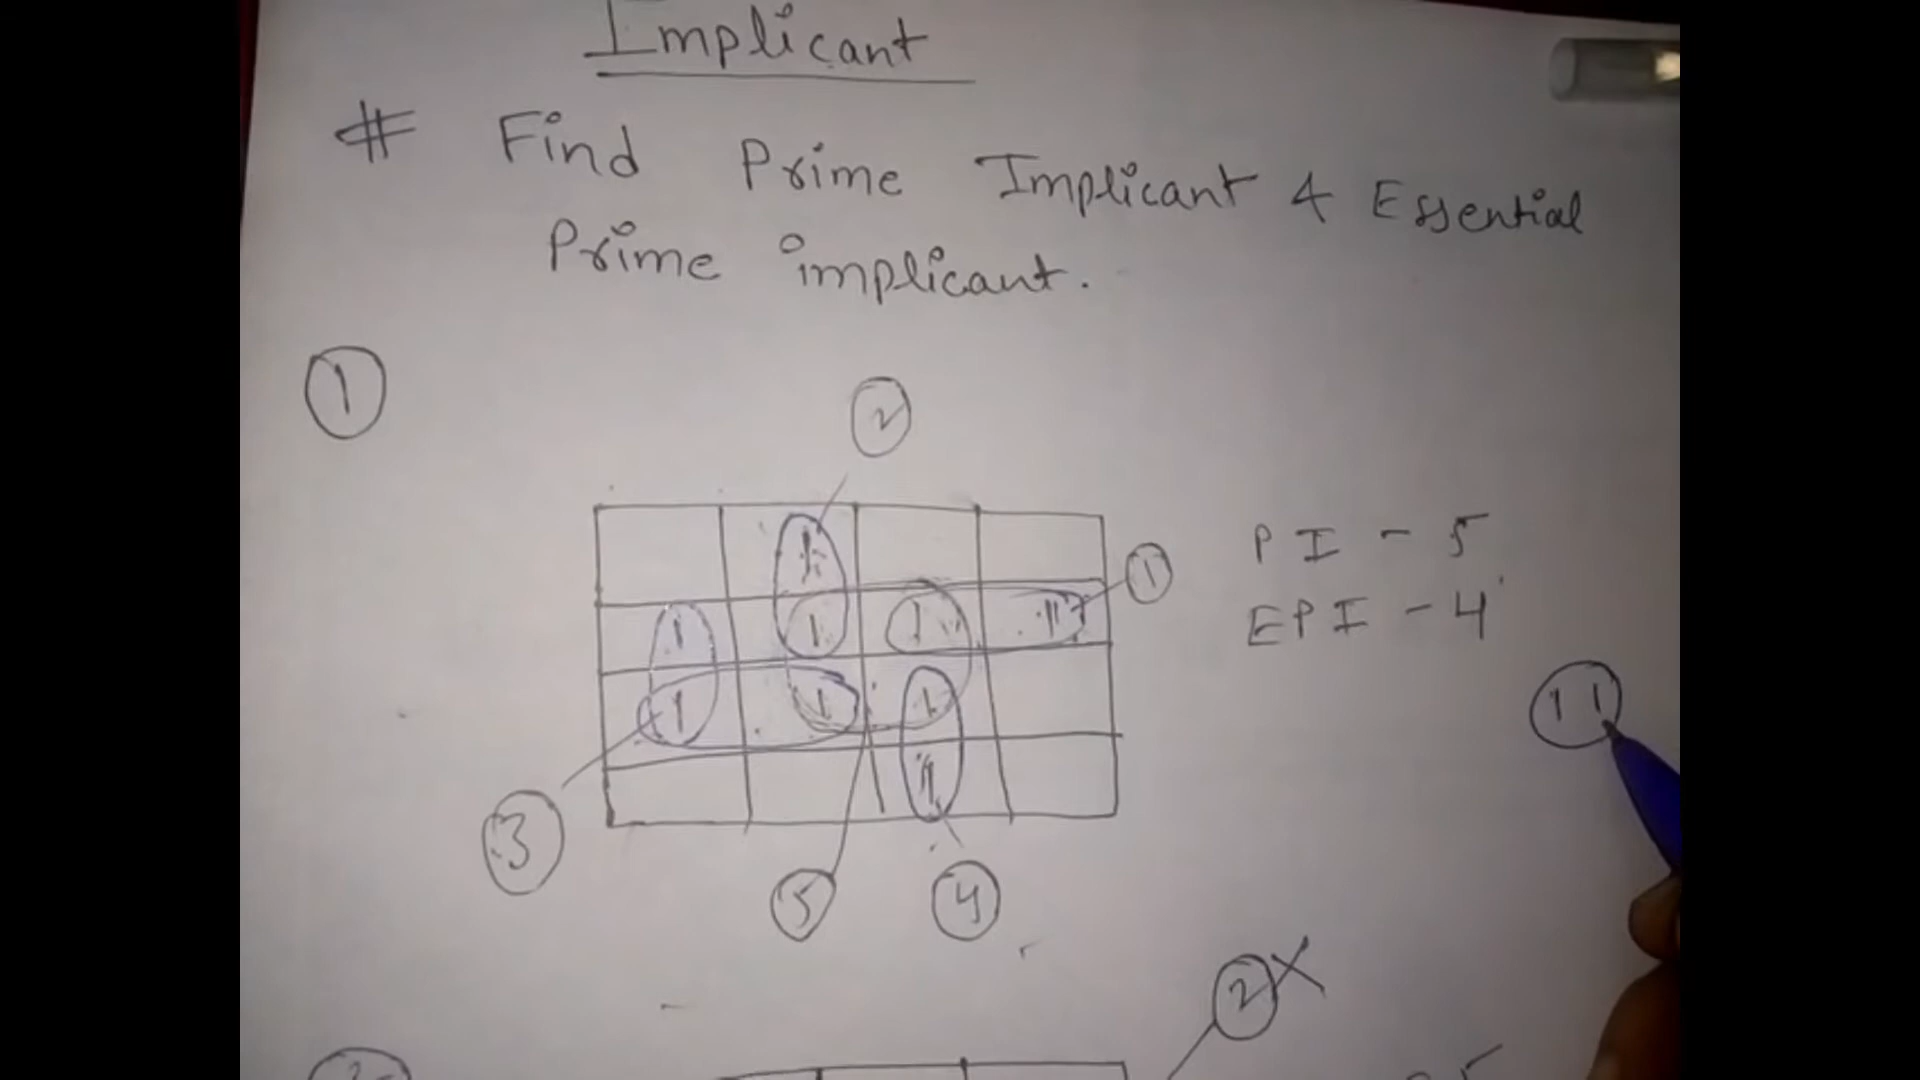 Implicant
# Find Prime Implicant & Essential
Prime implicant.
1
2
1
1
PI - 5
1 1 1 1
EPI - 4
1 1 1
1 1
1
3
5
4
2 X